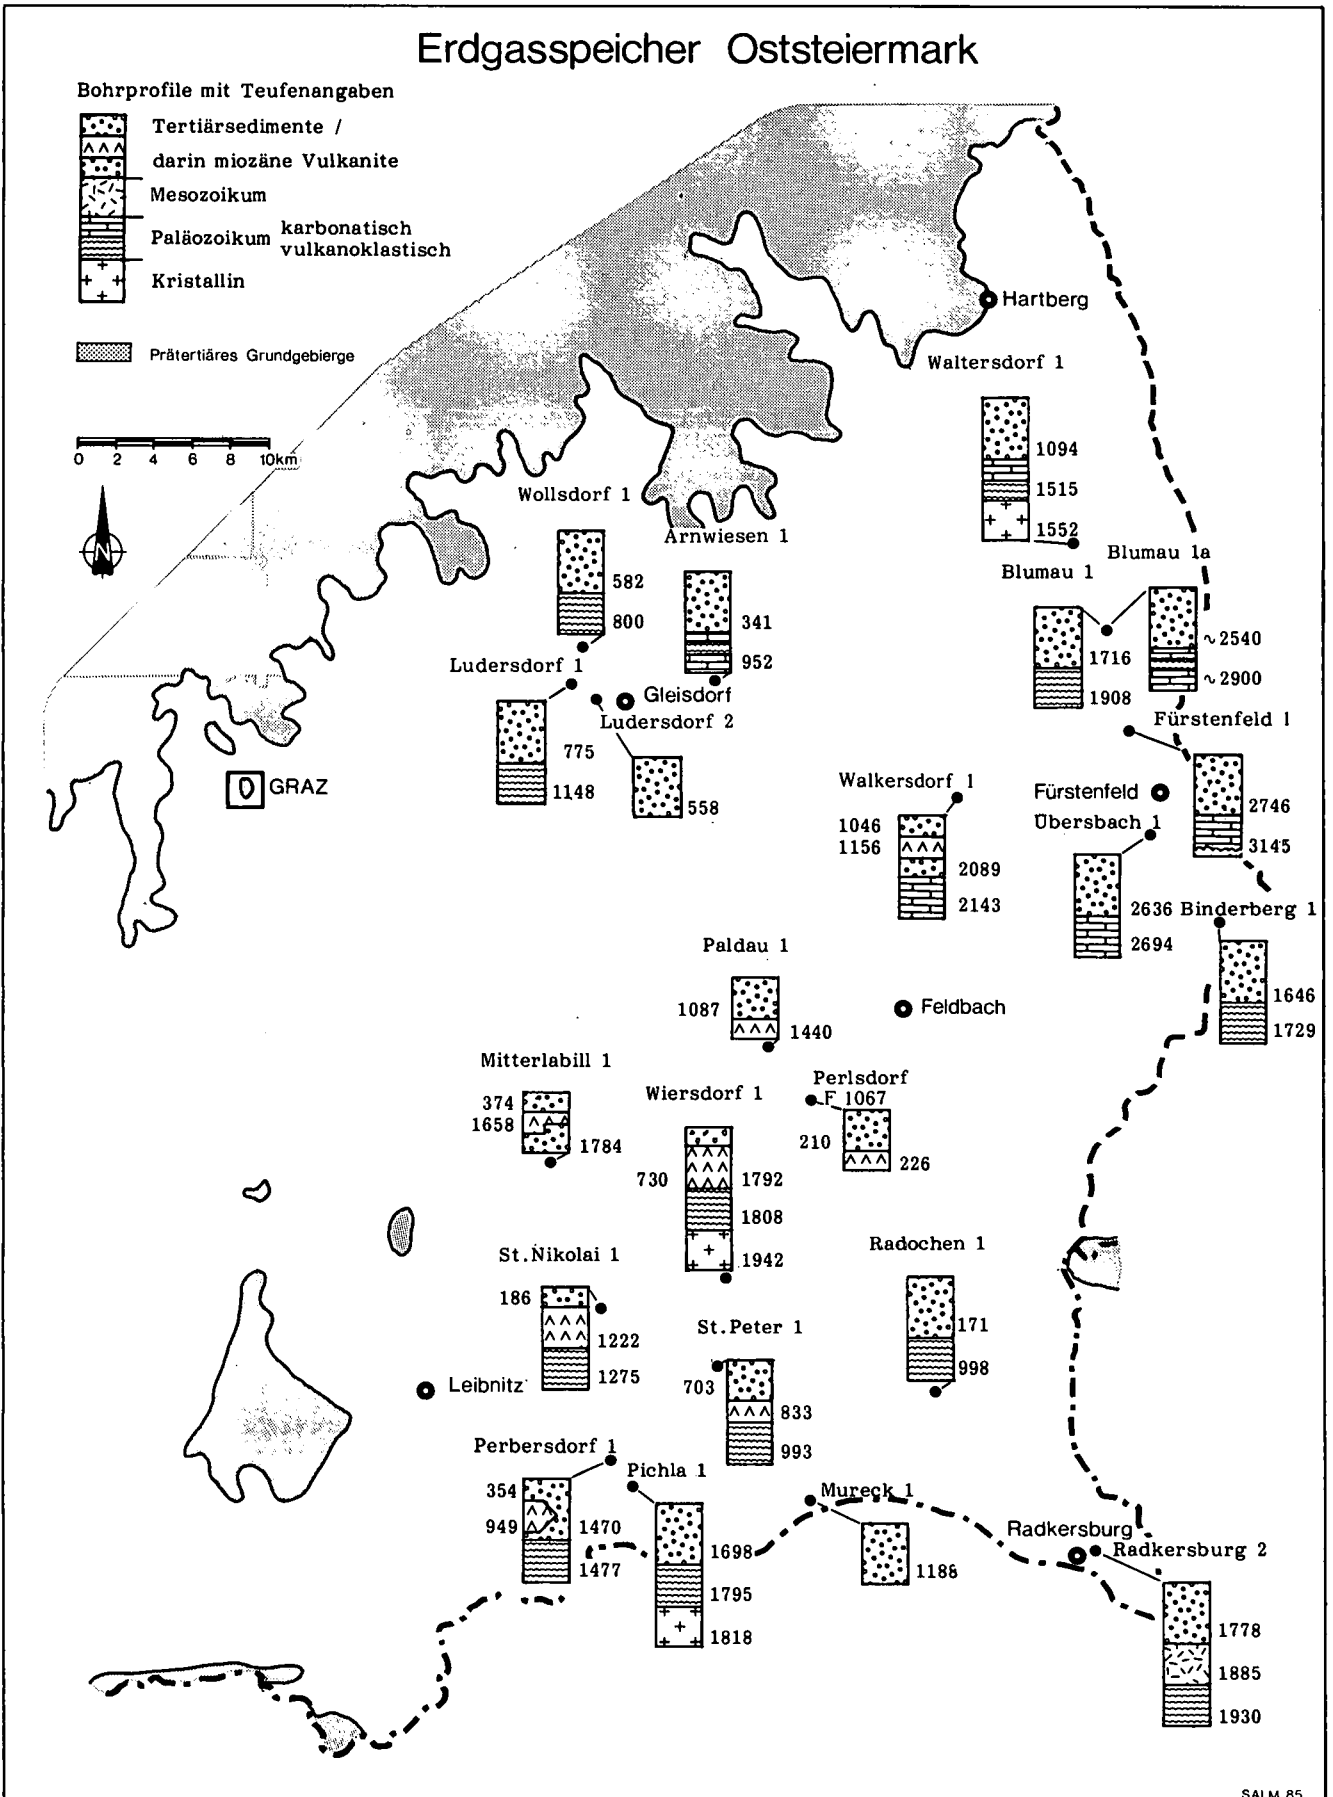 Erdgasspeicher Oststeiermark
Bohrprofile mit Teufenangaben
Tertiärsedimente /
darin miozäne Vulkanite
Mesozoikum
Paläozoikum karbonatisch
vulkanoklastisch
Kristallin
Prätertiäres Grundgebierge
0 2 4 6 8 10km
N
Hartberg
Waltersdorf 1
1094
1515
1552
Wollsdorf 1
582
800
Arnwiesen 1
341
952
Blumau 1a
~2540
~2900
Blumau 1
1716
1908
Ludersdorf 1
775
1148
Gleisdorf
Ludersdorf 2
558
Fürstenfeld 1
2746
3145
GRAZ
Walkersdorf 1
1046
1156
2089
2143
Fürstenfeld
Übersbach 1
2636
2694
Binderberg 1
1646
1729
Paldau 1
1087
1440
Feldbach
Mitterlabill 1
374
1658
1784
Wiersdorf 1
730
1792
1808
1942
Perlsdorf
F 1067
210
226
St.Nikolai 1
186
1222
1275
Radochen 1
171
998
St.Peter 1
703
833
993
Leibnitz
Perbersdorf 1
354
949
1470
1477
Pichla 1
1698
1795
1818
Mureck 1
1188
Radkersburg
Radkersburg 2
1778
1885
1930
SALM 85